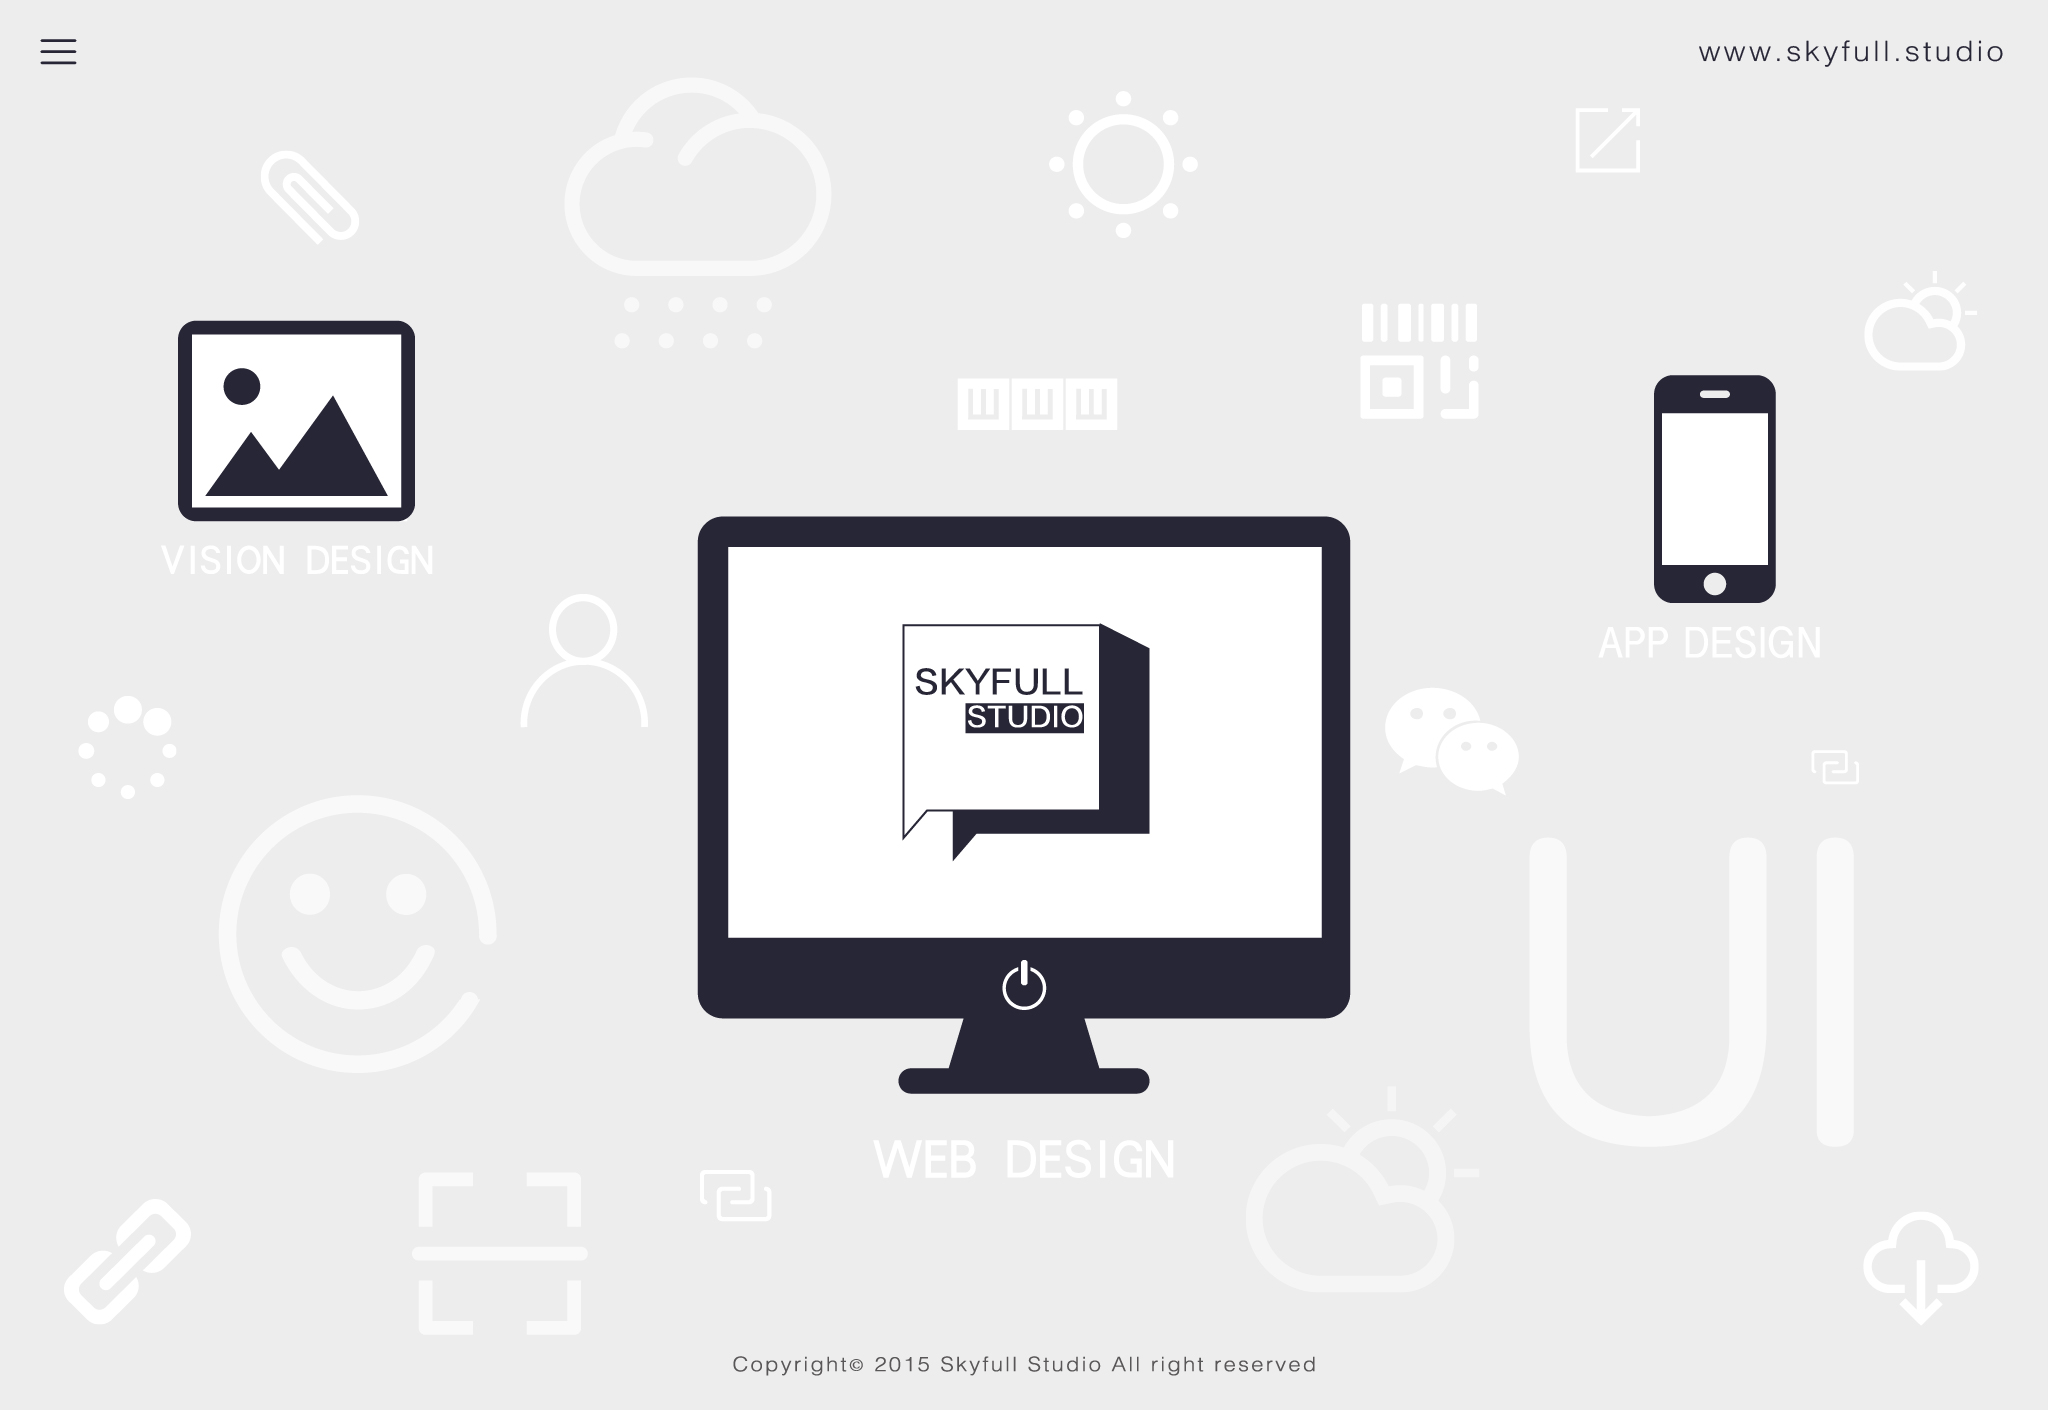 www.skyfull.studio
VISION DESIGN
SKYFULL
STUDIO
APP DESIGN
UI
WEB DESIGN
Copyright© 2015 Skyfull Studio All right reserved